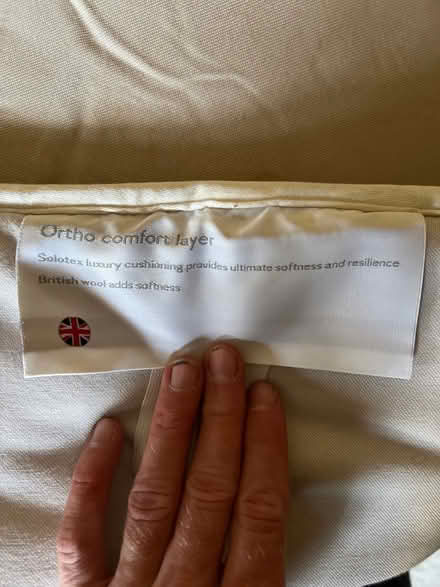 Ortho comfort layer
Solotex luxury cushioning provides ultimate softness and resilience
British wool adds softness